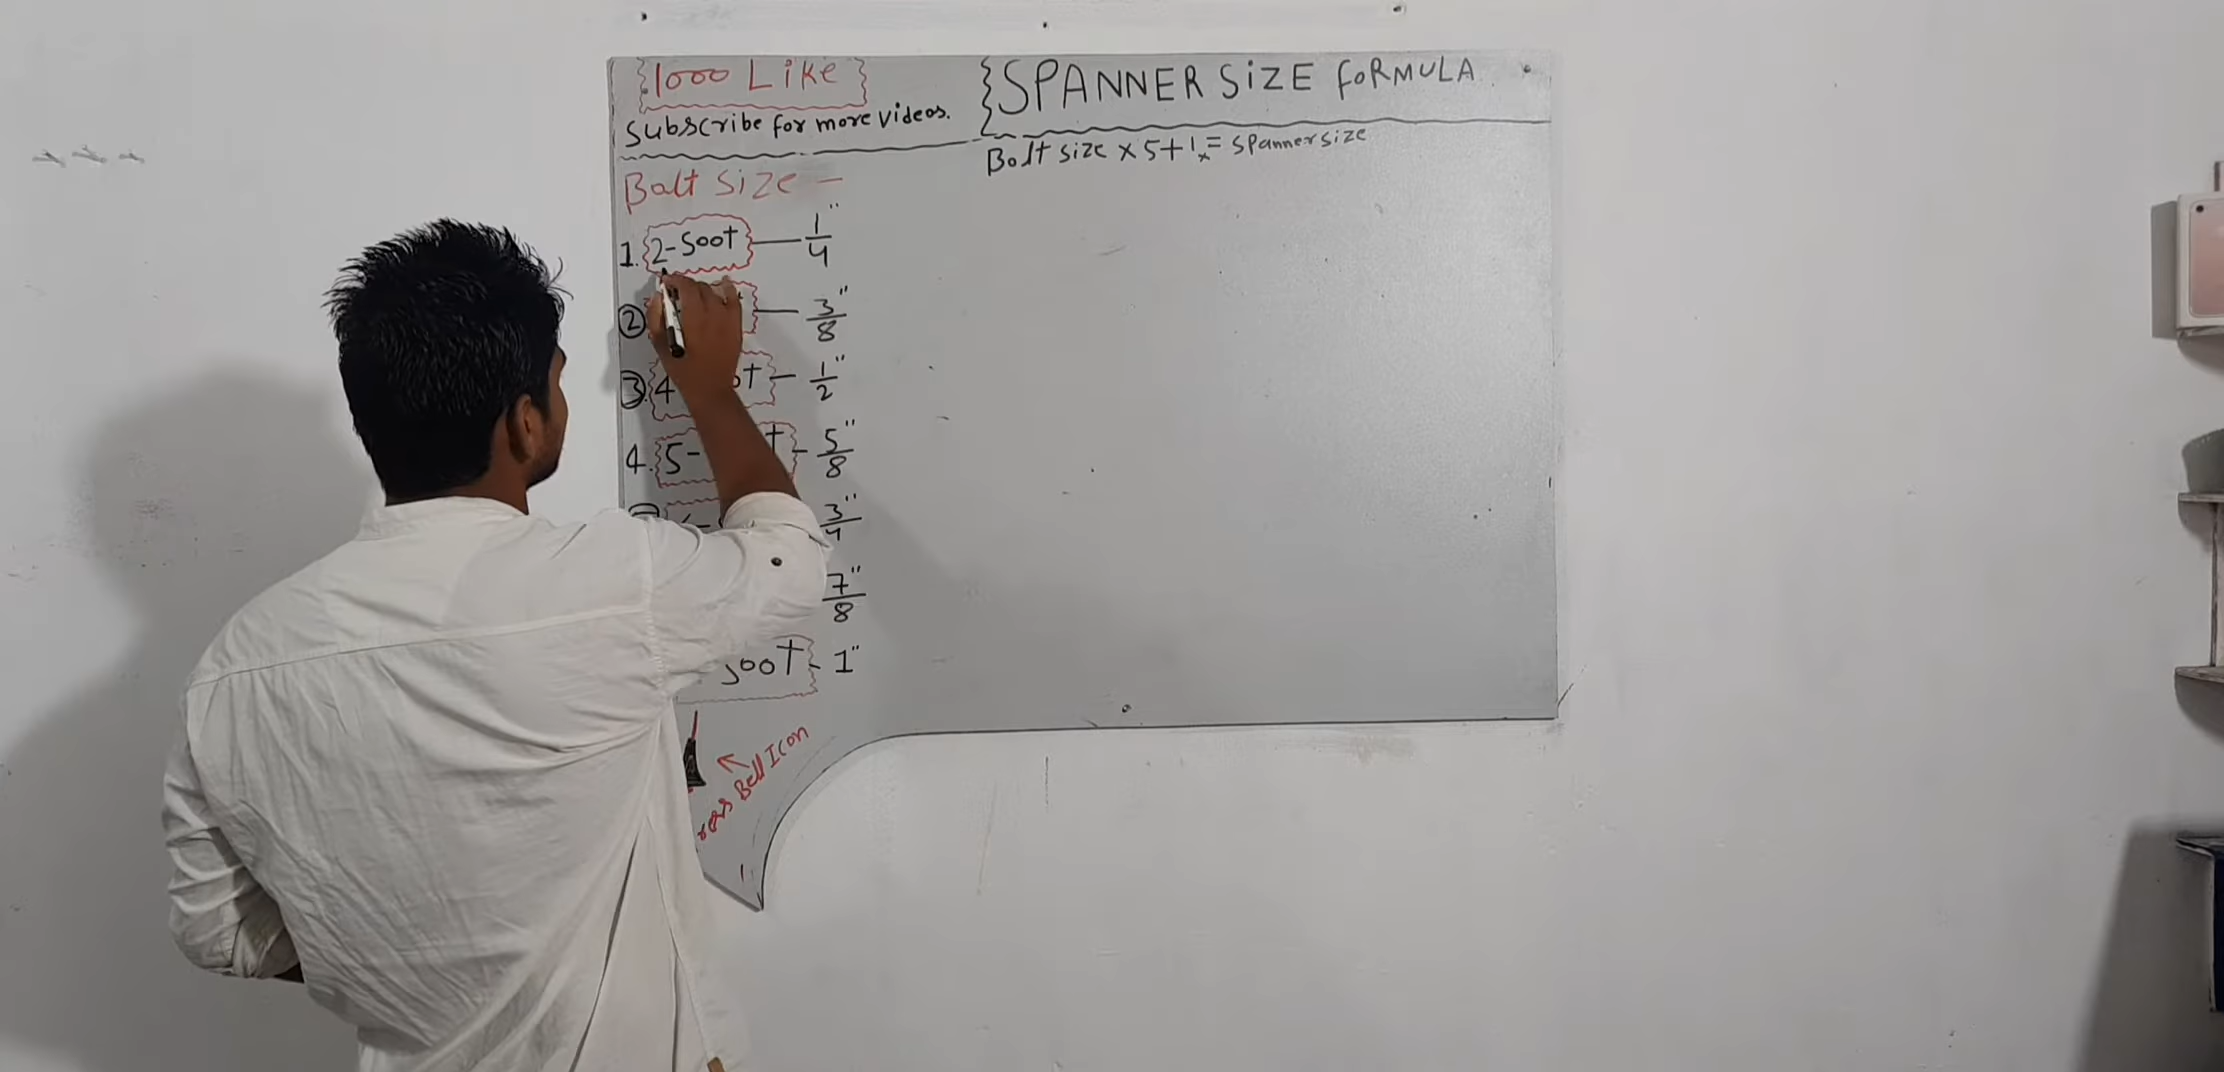 1000 Like
Subscribe for more videos.
SPANNER SiZE FORMULA
Bolt size × 5+1 = spanner size
Balt SiZe –
1. 2-Soot — 1/4"
② — 3/8"
③. 4 ot — 1/2"
4. 5- t – 5/8"
3/4"
7/8"
Soot – 1"
Bell Icon